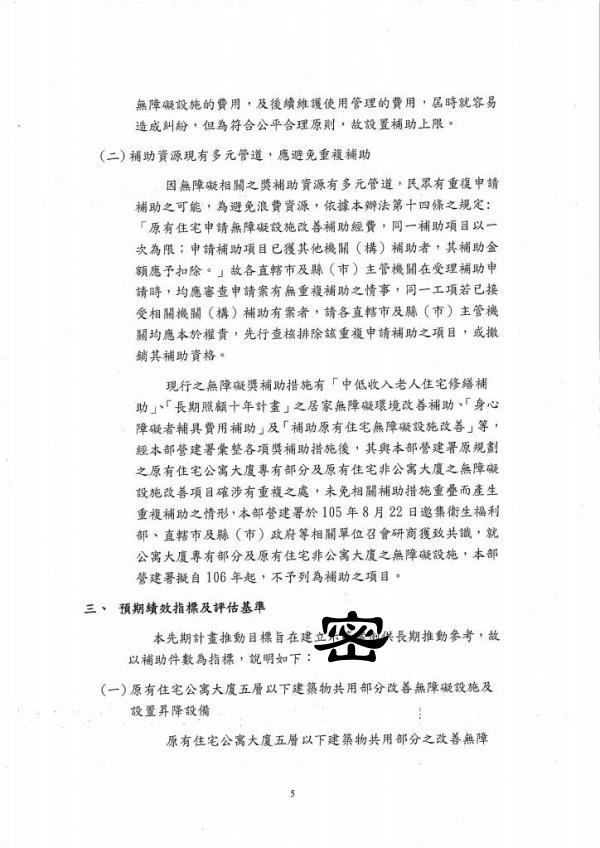 無障礙設施的費用，及後續維護使用管理的費用，屆時就容易
造成糾紛，但為符合公平合理原則，故設置補助上限。
(二)補助資源現有多元管道，應避免重複補助
因無障礙相關之獎補助資源有多元管道，民眾有重復申請
補助之可能，為避免浪費資源，依據本辦法第十四條之規定:
「原有住宅申請無障礙設施改善補助經費，同一補助項目以一
次為限；申請補助項目已獲其他機關（構）補助者，其補助金
額應予扣除。」故各直轄市及縣（市）主管機關在受理補助申
請時，均應審查申請案有無重複補助之情事，同一工項若已接
受相關機關（構）補助有案者，請各直轄市及縣（市）主管機
關均應本於權責，先行查核排除該重複申請補助之項目，或撤
銷其補助資格。
現行之無障礙獎補助措施有「中低收入老人住宅修繕補
助」、「長期照顧十年計畫」之居家無障礙環境改善補助、「身心
障礙者輔具費用補助」及「補助原有住宅無障礙設施改善」等，
經本部營建署彙整各項獎補助措施後，其與本部營建署原規劃
之原有住宅公寓大廈專有部分及原有住宅非公寓大廈之無障礙
設施改善項目確涉有重複之處，未免相關補助措施重疊而產生
重複補助之情形，本部營建署於 105 年 8 月 22 日邀集衛生福利
部、直轄市及縣（市）政府等相關單位召會研商獲致共識，就
公寓大廈專有部分及原有住宅非公寓大廈之無障礙設施，本部
營建署擬自 106 年起，不予列為補助之項目。
三、 預期績效指標及評估基準
本先期計畫推動目標旨在建立密供長期推動參考，故
以補助件數為指標，說明如下：
(一)原有住宅公寓大廈五層以下建築物共用部分改善無障礙設施及
設置昇降設備
原有住宅公寓大廈五層以下建築物共用部分之改善無障
5